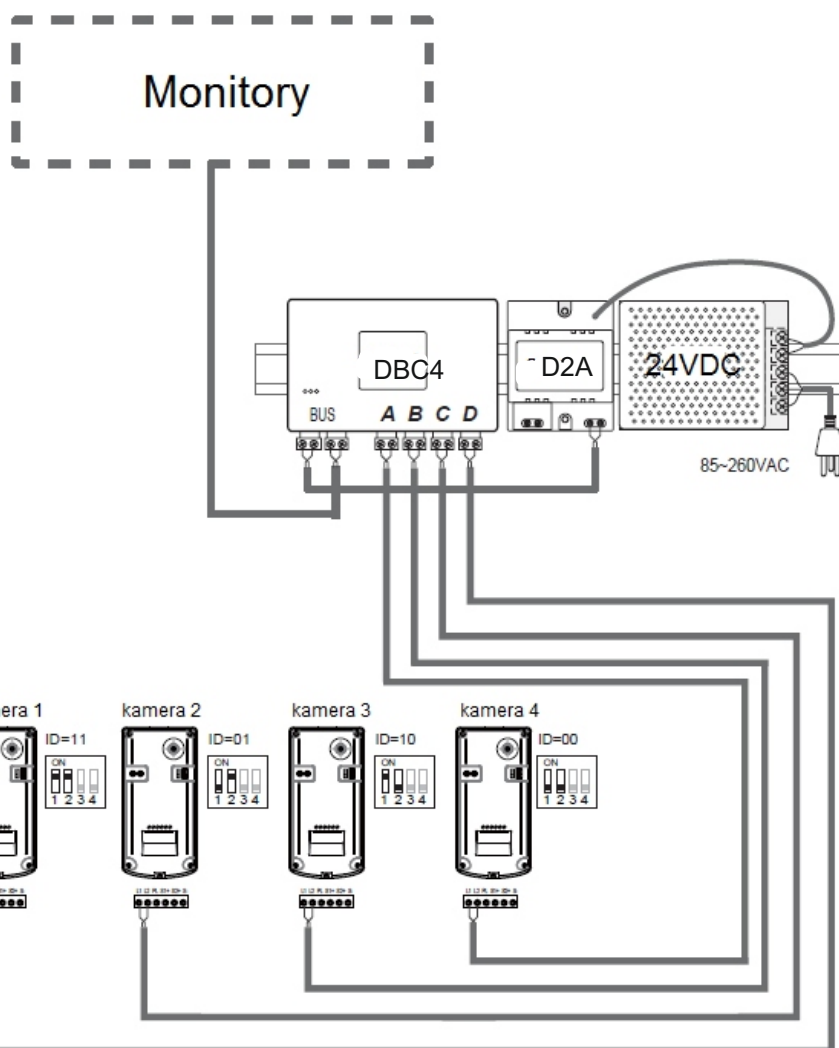 Monitory
DBC4
D2A
24VDC
BUS
A B C D
85~260VAC
era 1
kamera 2
kamera 3
kamera 4
ID=11
ID=01
ID=10
ID=00
ON
ON
ON
ON
1 2 3 4
1 2 3 4
1 2 3 4
1 2 3 4